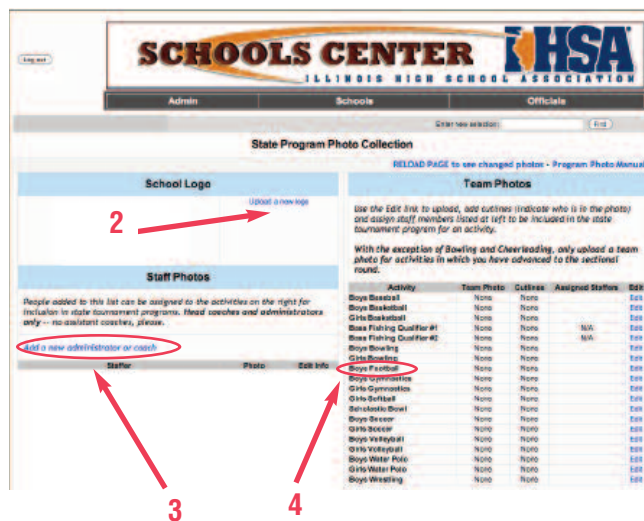 Log out
SCHOOLS CENTER IHSA
ILLINOIS HIGH SCHOOL ASSOCIATION
Admin Schools Officials
Enter new selection: Find
State Program Photo Collection
RELOAD PAGE to see changed photos - Program Photo Manual
School Logo
Upload a new logo
2
Staff Photos
People added to this list can be assigned to the activities on the right for
inclusion in state tournament programs. Head coaches and administrators
only -- no assistant coaches, please.
Add a new administrator or coach
Staffer Photo Edit Info
3
Team Photos
Use the Edit link to upload, add cutlines (indicate who is in the photo)
and assign staff members listed at left to be included in the state
tournament program for an activity.
With the exception of Bowling and Cheerleading, only upload a team
photo for activities in which you have advanced to the sectional
round.
Activity Team Photo Cutlines Assigned Staffers Edit
Boys Baseball None None Edit
Boys Basketball None None Edit
Girls Basketball None None Edit
Bass Fishing Qualifier #1 None None N/A Edit
Bass Fishing Qualifier #2 None None N/A Edit
Boys Bowling None None Edit
Girls Bowling None None Edit
Boys Football None None Edit
Boys Gymnastics None None Edit
Girls Gymnastics None None Edit
Girls Softball None None Edit
Scholastic Bowl None None Edit
Boys Soccer None None Edit
Girls Soccer None None Edit
Boys Volleyball None None Edit
Girls Volleyball None None Edit
Boys Water Polo None None Edit
Girls Water Polo None None Edit
Boys Wrestling None None Edit
4